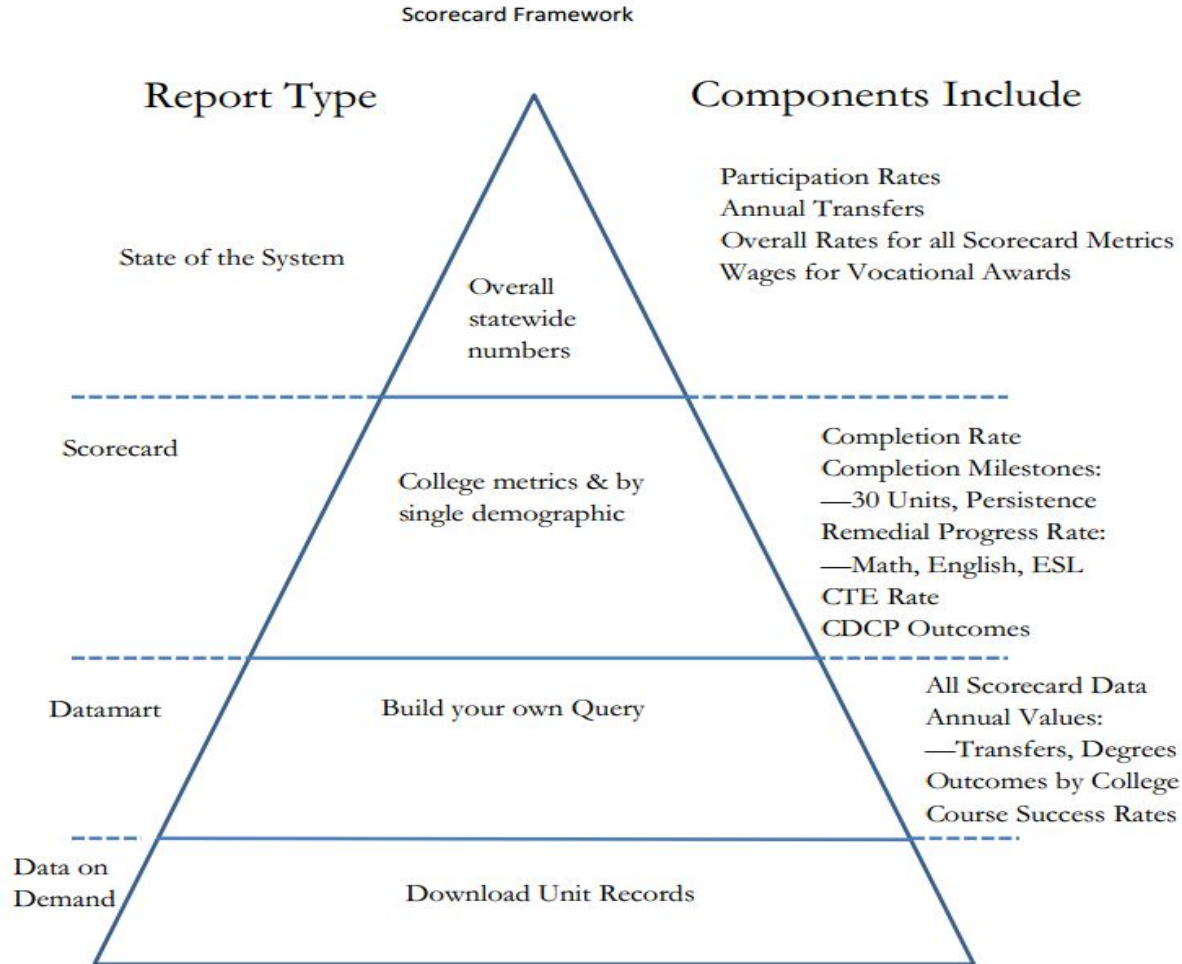 Scorecard Framework
Report Type
Components Include
State of the System
Overall
statewide
numbers
Participation Rates
Annual Transfers
Overall Rates for all Scorecard Metrics
Wages for Vocational Awards
Scorecard
College metrics & by
single demographic
Completion Rate
Completion Milestones:
—30 Units, Persistence
Remedial Progress Rate:
—Math, English, ESL
CTE Rate
CDCP Outcomes
Datamart
Build your own Query
All Scorecard Data
Annual Values:
—Transfers, Degrees
Outcomes by College
Course Success Rates
Data on
Demand
Download Unit Records